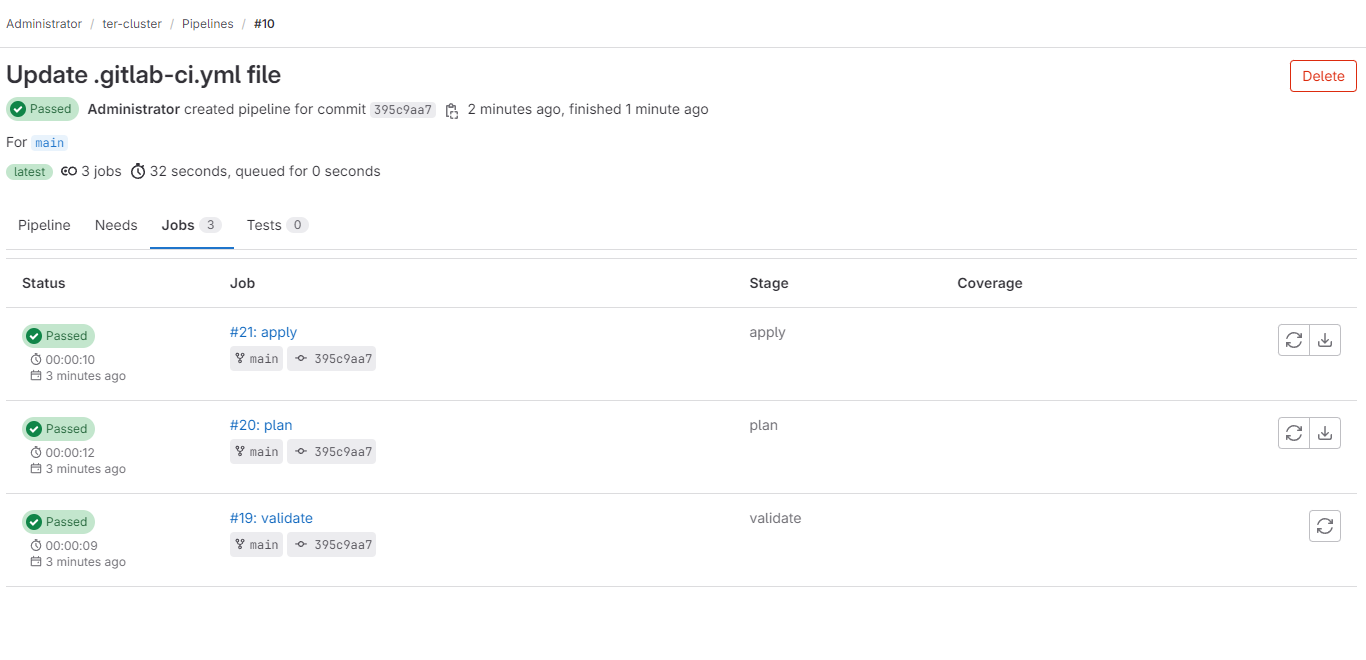 Administrator / ter-cluster / Pipelines / #10
Update .gitlab-ci.yml file
Delete
Passed Administrator created pipeline for commit 395c9aa7 2 minutes ago, finished 1 minute ago
For main
latest 3 jobs 32 seconds, queued for 0 seconds
Pipeline Needs Jobs 3 Tests 0
Status Job Stage Coverage
Passed #21: apply apply
00:00:10 main 395c9aa7
3 minutes ago
Passed #20: plan plan
00:00:12 main 395c9aa7
3 minutes ago
Passed #19: validate validate
00:00:09 main 395c9aa7
3 minutes ago